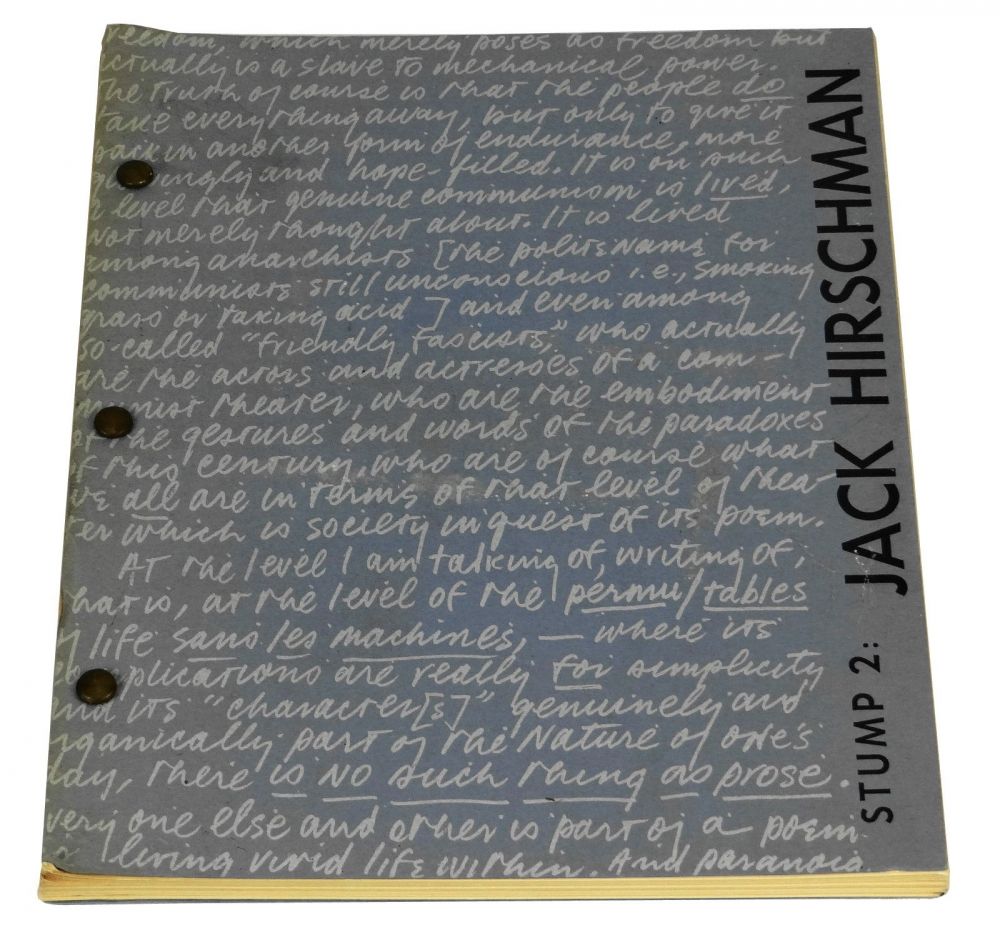 freedom, which merely poses as freedom but
actually is a slave to mechanical power.
The truth of course is that the people do
take everything away, but only to give it
back in another form of endurance, more
and hope-filled. It is on such
a level that genuine communism is lived,
not merely thought about. It is lived
among anarchists [the polite name for
communists still unconscious i.e., smoking
grass or taking acid] and even among
so-called "friendly fascists," who actually
are the actors and actresses of a com-
munist theater, who are the embodiment
of the gestures and words of the paradoxes
of this century, who are of course what
we all are in terms of that level of thea-
ter which is society in quest of its poem.
At the level I am talking of, writing of,
that is, at the level of the permu/tables
of life sans les machines, — where its
complications are really for simplicity
and its "character[s]" genuinely and
organically part of the Nature of one's
day, there is no such thing as prose.
Every one else and other is part of a poem
living vivid life within. And paranoia
STUMP 2: JACK HIRSCHMAN